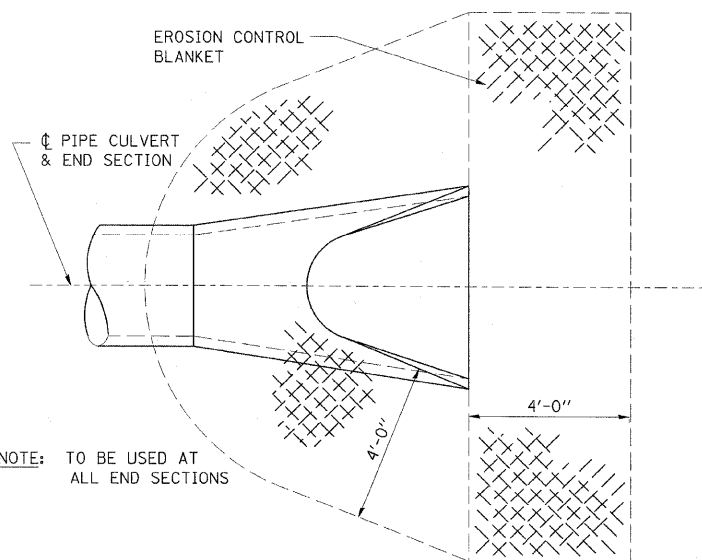 EROSION CONTROL
BLANKET
℄ PIPE CULVERT
& END SECTION
4'-0"
4'-0"
NOTE: TO BE USED AT
ALL END SECTIONS